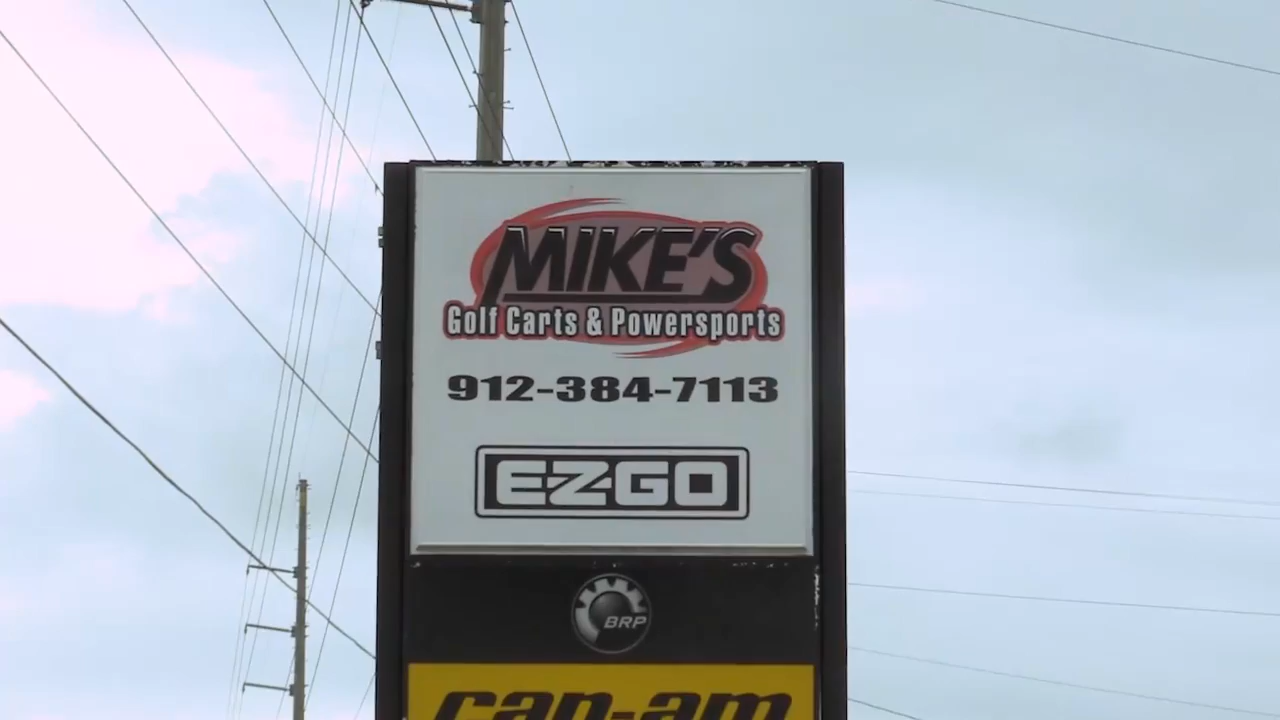 MIKE'S
Golf Carts & Powersports
912-384-7113
E-Z-GO
BRP
can-am